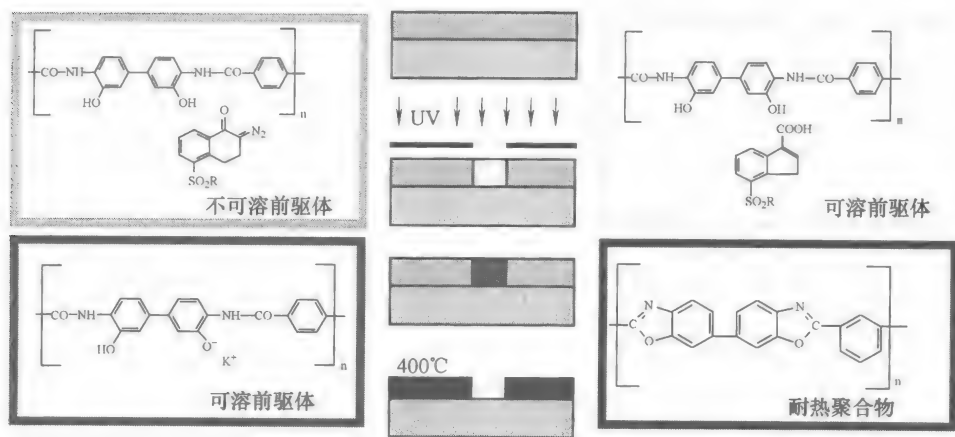 CO-NH
NH-CO
HO
OH
n
O
N₂
SO₂R
不可溶前驱体
UV
CO-NH
NH-CO
HO
OH
n
COOH
SO₂R
可溶前驱体
CO-NH
NH-CO
HO
O⁻
K⁺
n
可溶前驱体
400℃
C
N
O
N
C
O
n
耐热聚合物